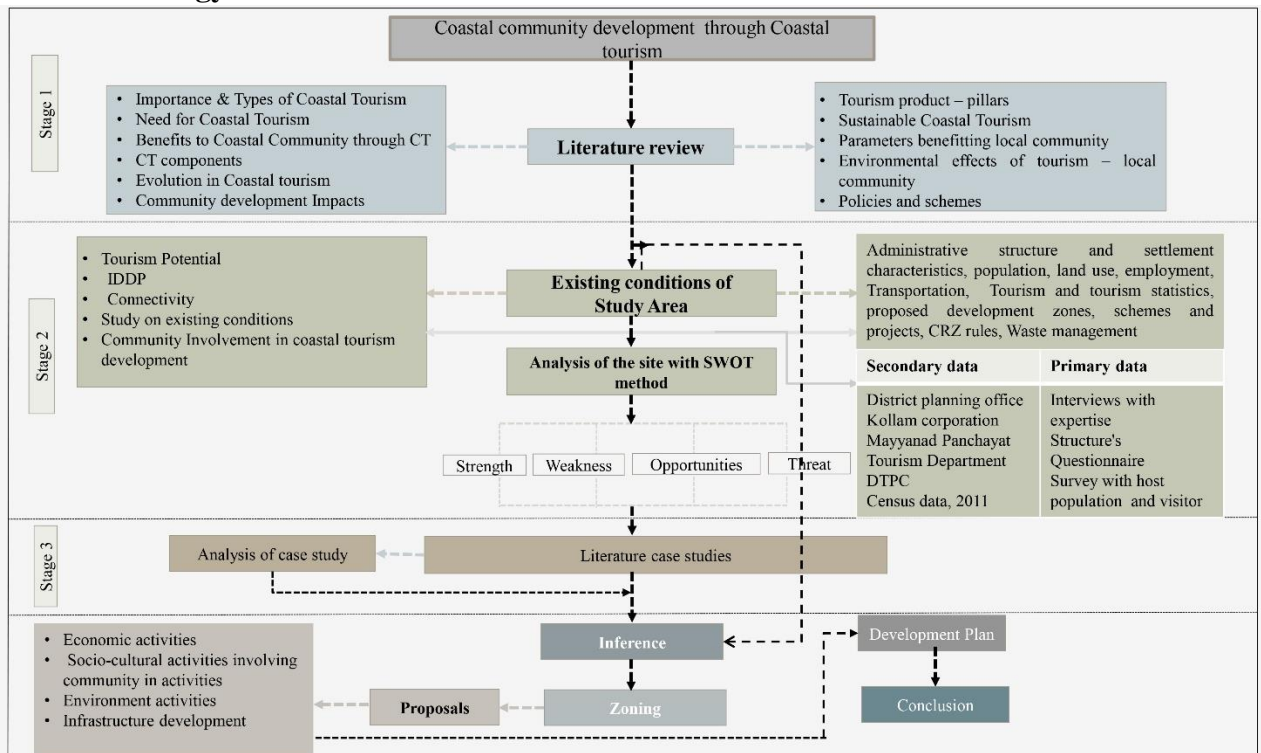 Coastal community development through Coastal
tourism
Stage 1
• Importance & Types of Coastal Tourism
• Need for Coastal Tourism
• Benefits to Coastal Community through CT
• CT components
• Evolution in Coastal tourism
• Community development Impacts
Literature review
• Tourism product – pillars
• Sustainable Coastal Tourism
• Parameters benefitting local community
• Environmental effects of tourism – local
community
• Policies and schemes
Stage 2
• Tourism Potential
• IDDP
• Connectivity
• Study on existing conditions
• Community Involvement in coastal tourism
development
Existing conditions of
Study Area
Administrative structure and settlement
characteristics, population, land use, employment,
Transportation, Tourism and tourism statistics,
proposed development zones, schemes and
projects, CRZ rules, Waste management
Analysis of the site with SWOT
method
Strength
Weakness
Opportunities
Threat
Secondary data
District planning office
Kollam corporation
Mayyanad Panchayat
Tourism Department
DTPC
Census data, 2011
Primary data
Interviews with
expertise
Structure's
Questionnaire
Survey with host
population and visitor
Stage 3
Analysis of case study
Literature case studies
• Economic activities
• Socio-cultural activities involving
community in activities
• Environment activities
• Infrastructure development
Inference
Proposals
Zoning
Development Plan
Conclusion